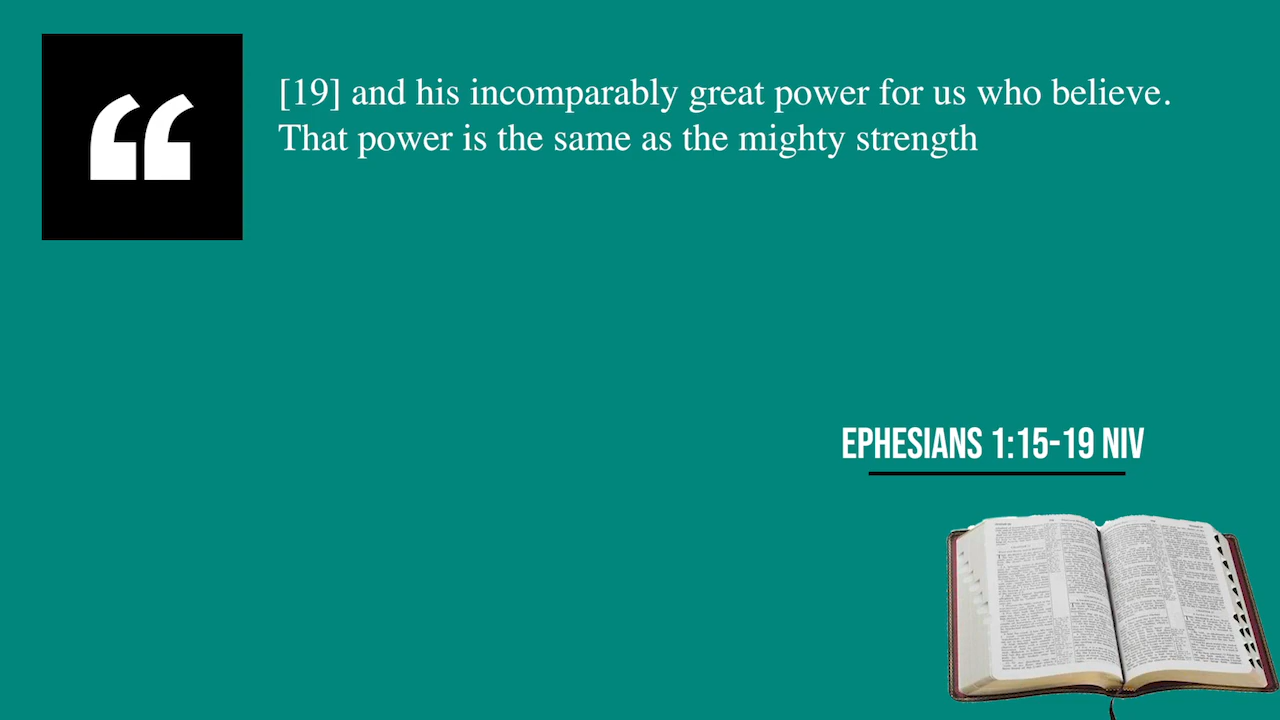 “
[19] and his incomparably great power for us who believe.
That power is the same as the mighty strength
EPHESIANS 1:15-19 NIV